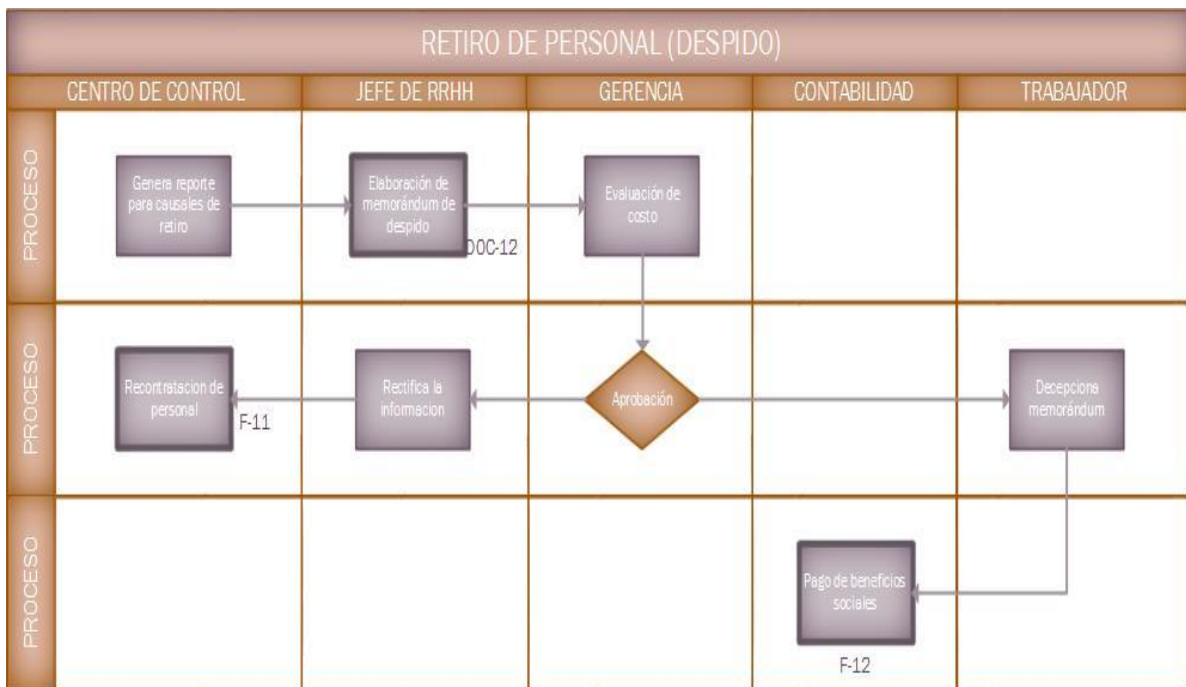 RETIRO DE PERSONAL (DESPIDO)
CENTRO DE CONTROL
JEFE DE RRHH
GERENCIA
CONTABILIDAD
TRABAJADOR
PROCESO
Genera reporte
para causales de
retiro
Elaboración de
memorándum de
despido
DOC-12
Evaluación de
costo
PROCESO
Recontratacion de
personal
F-11
Rectifica la
informacion
Aprobación
Decepciona
memorándum
PROCESO
Pago de beneficios
sociales
F-12